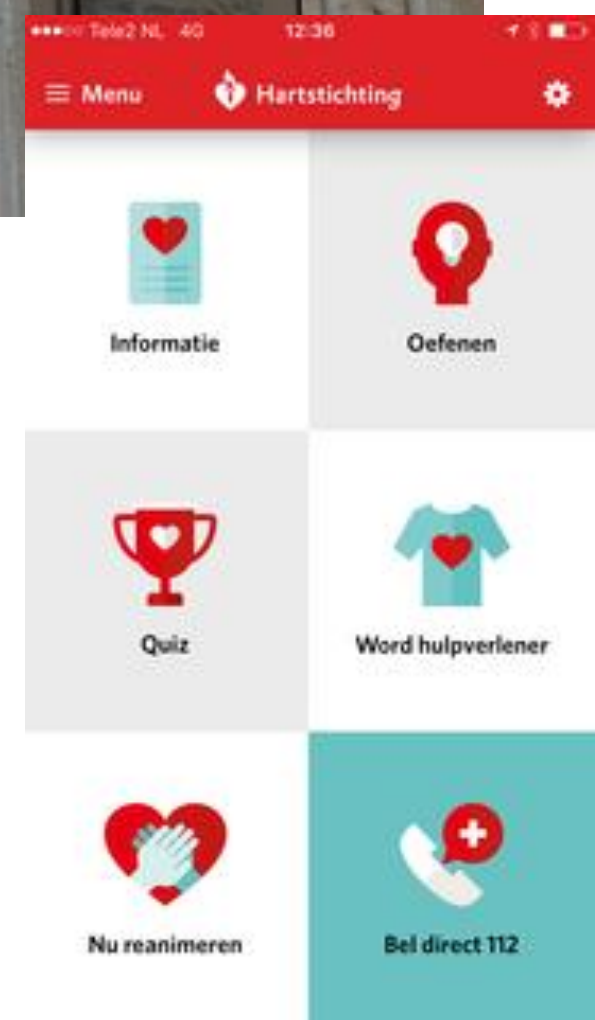 Tele2 NL 4G 12:36
Menu Hartstichting
Informatie Oefenen
Quiz Word hulpverlener
Nu reanimeren Bel direct 112